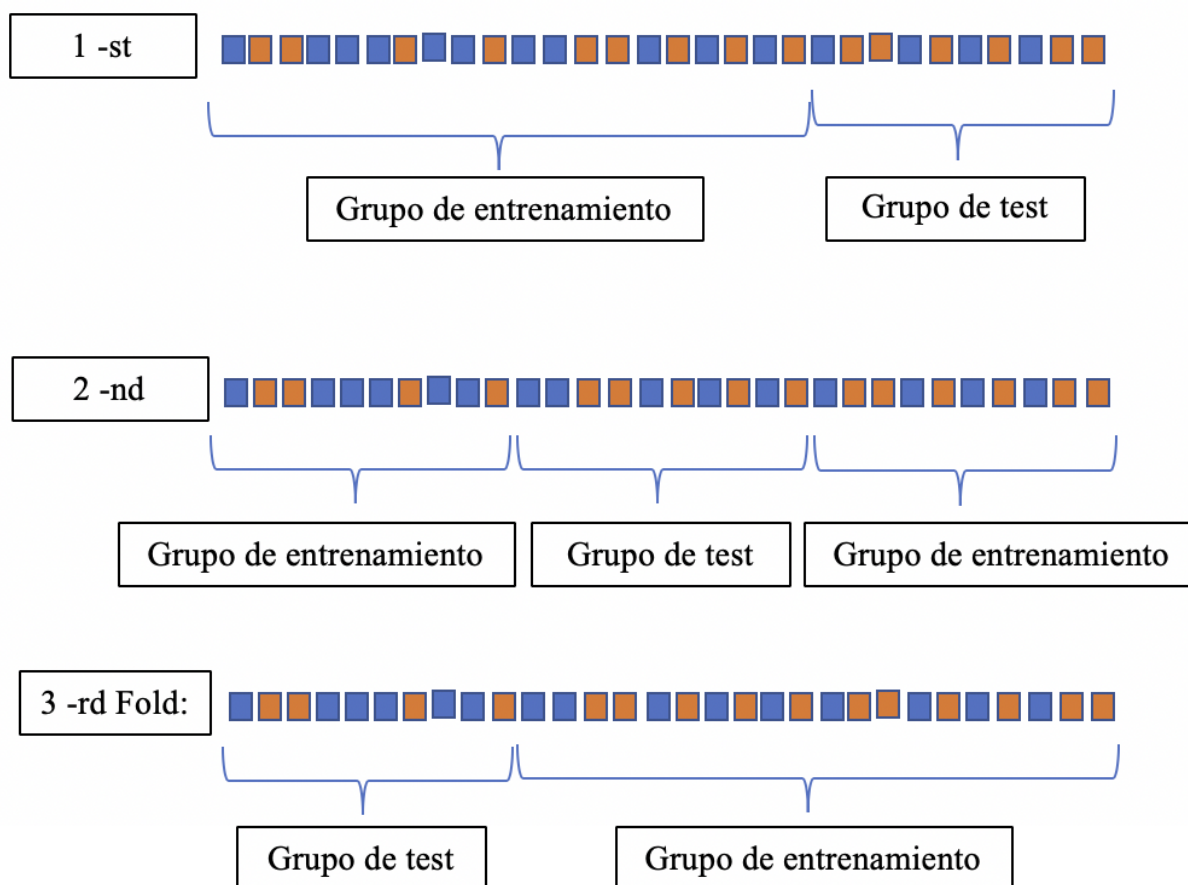 1 -st
Grupo de entrenamiento
Grupo de test
2 -nd
Grupo de entrenamiento
Grupo de test
Grupo de entrenamiento
3 -rd Fold:
Grupo de test
Grupo de entrenamiento